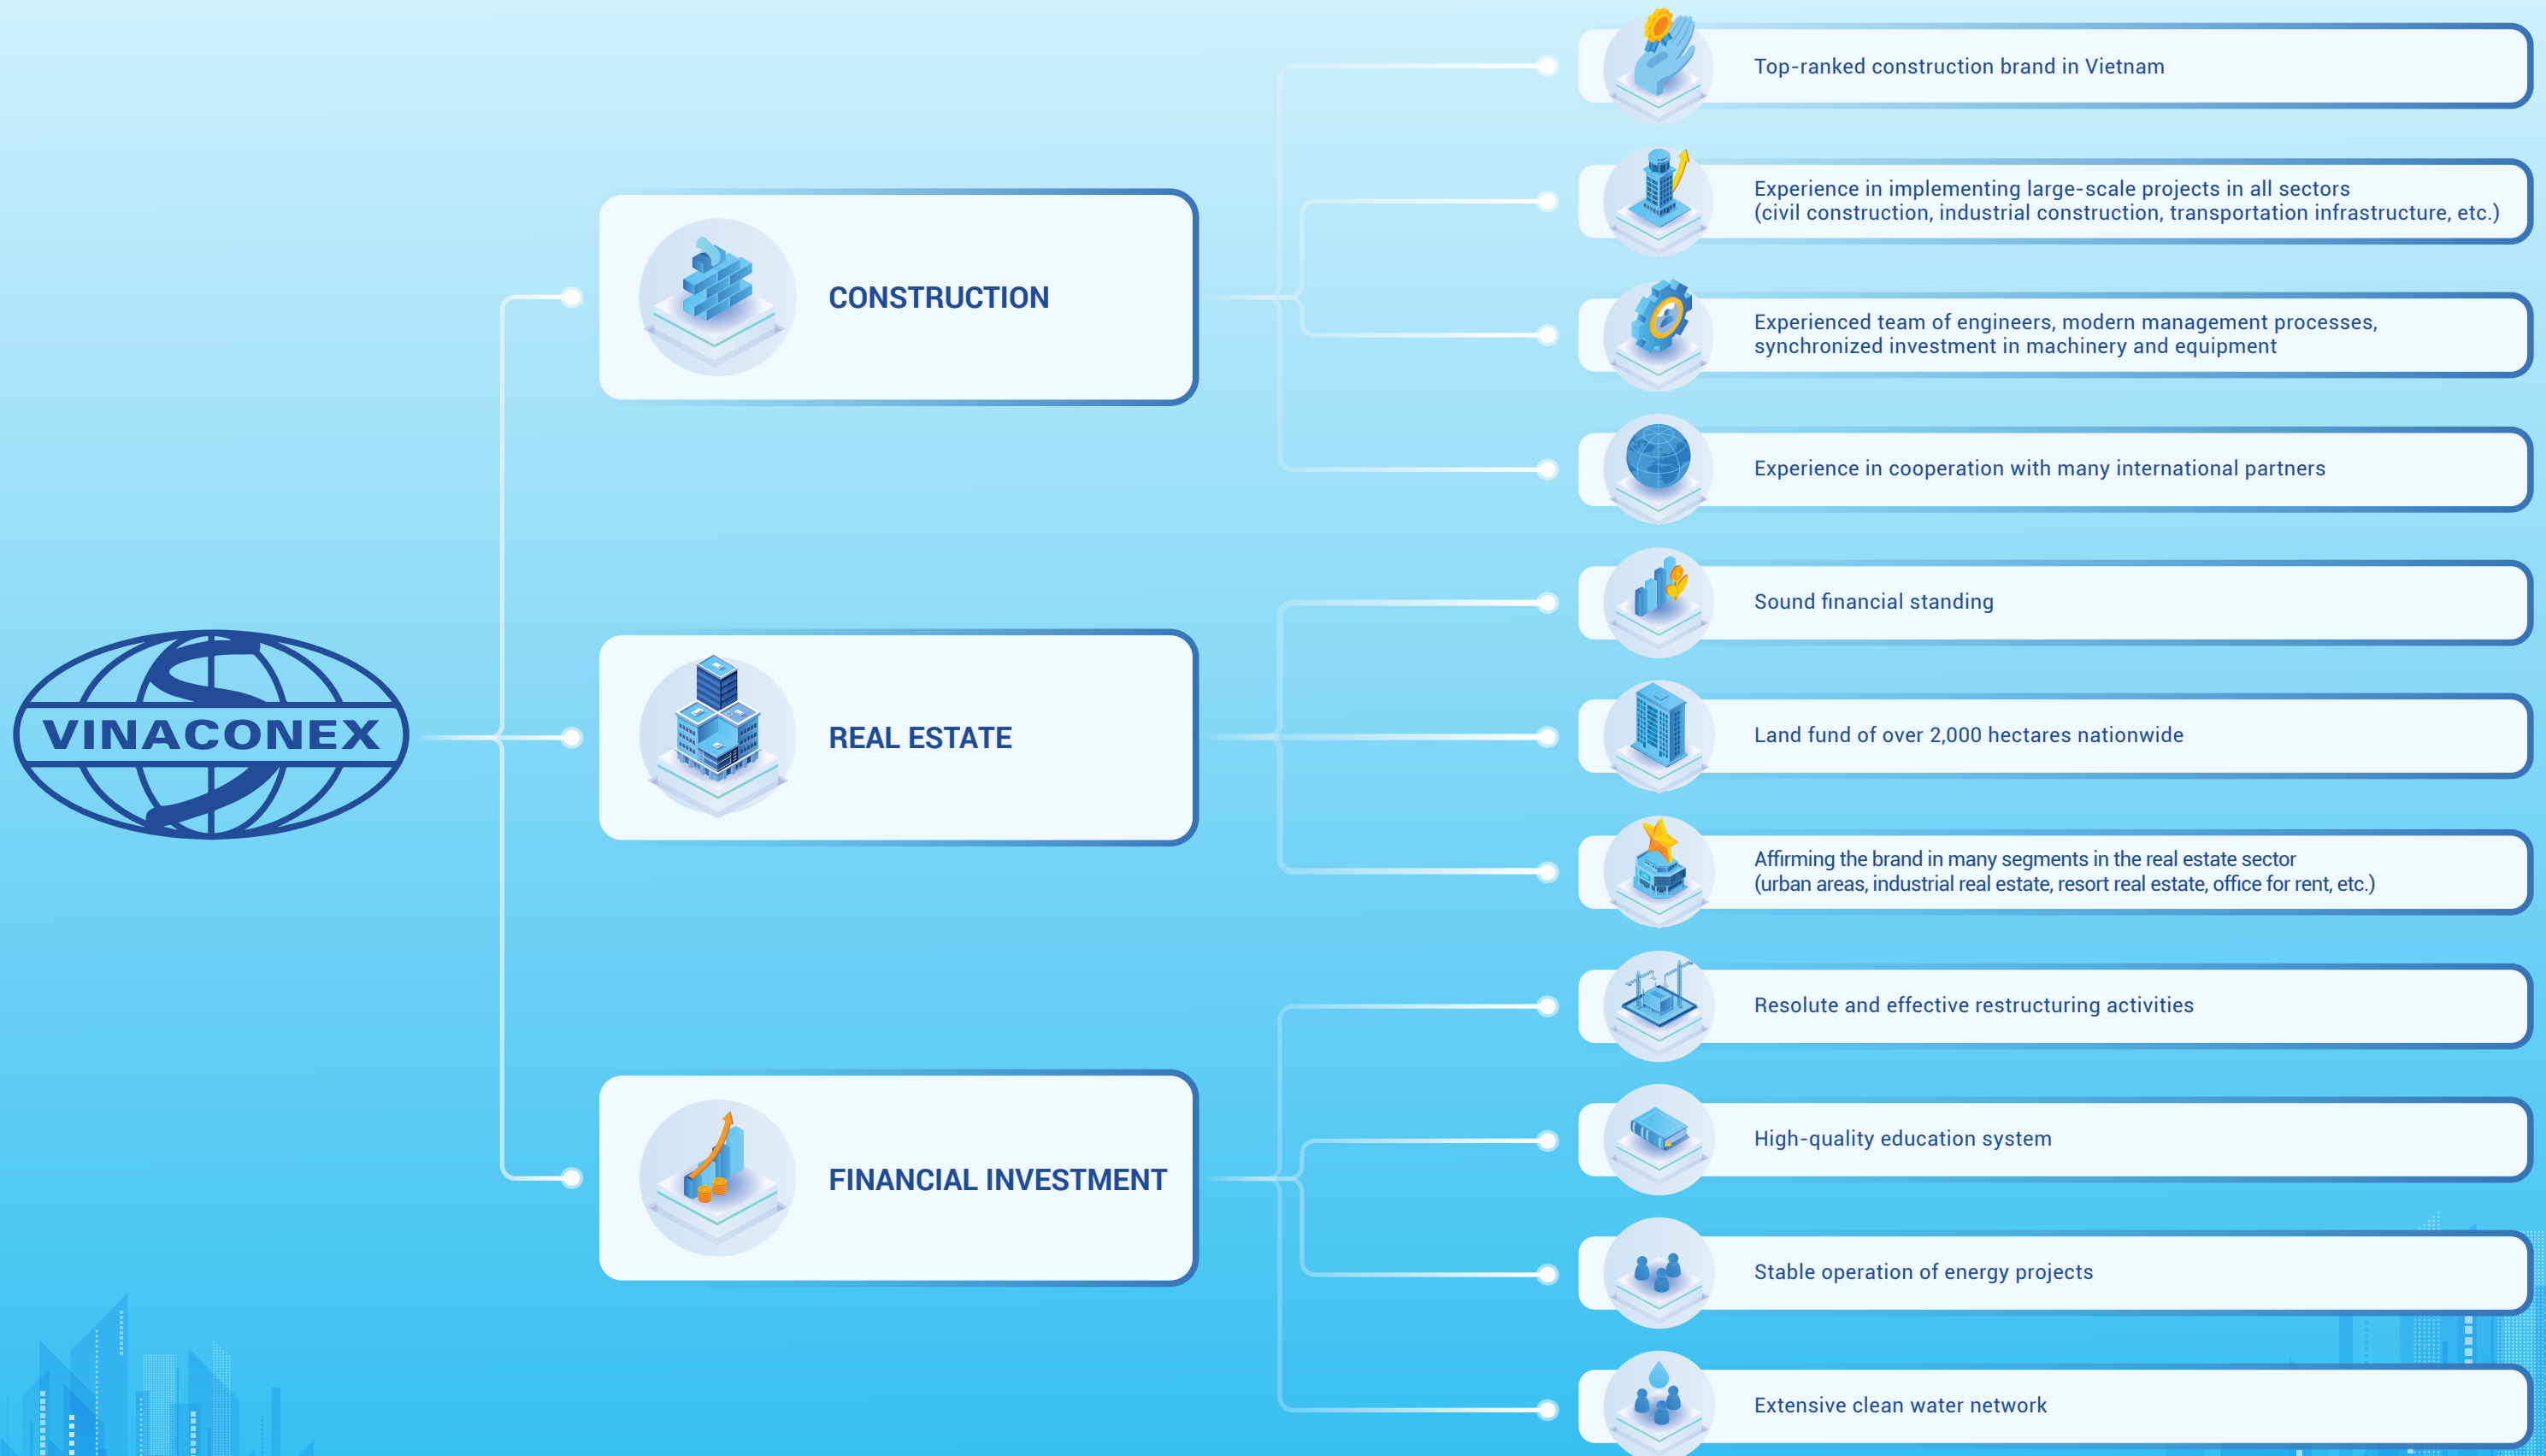 VINACONEX
CONSTRUCTION
Top-ranked construction brand in Vietnam
Experience in implementing large-scale projects in all sectors
(civil construction, industrial construction, transportation infrastructure, etc.)
Experienced team of engineers, modern management processes,
synchronized investment in machinery and equipment
Experience in cooperation with many international partners
REAL ESTATE
Sound financial standing
Land fund of over 2,000 hectares nationwide
Affirming the brand in many segments in the real estate sector
(urban areas, industrial real estate, resort real estate, office for rent, etc.)
FINANCIAL INVESTMENT
Resolute and effective restructuring activities
High-quality education system
Stable operation of energy projects
Extensive clean water network